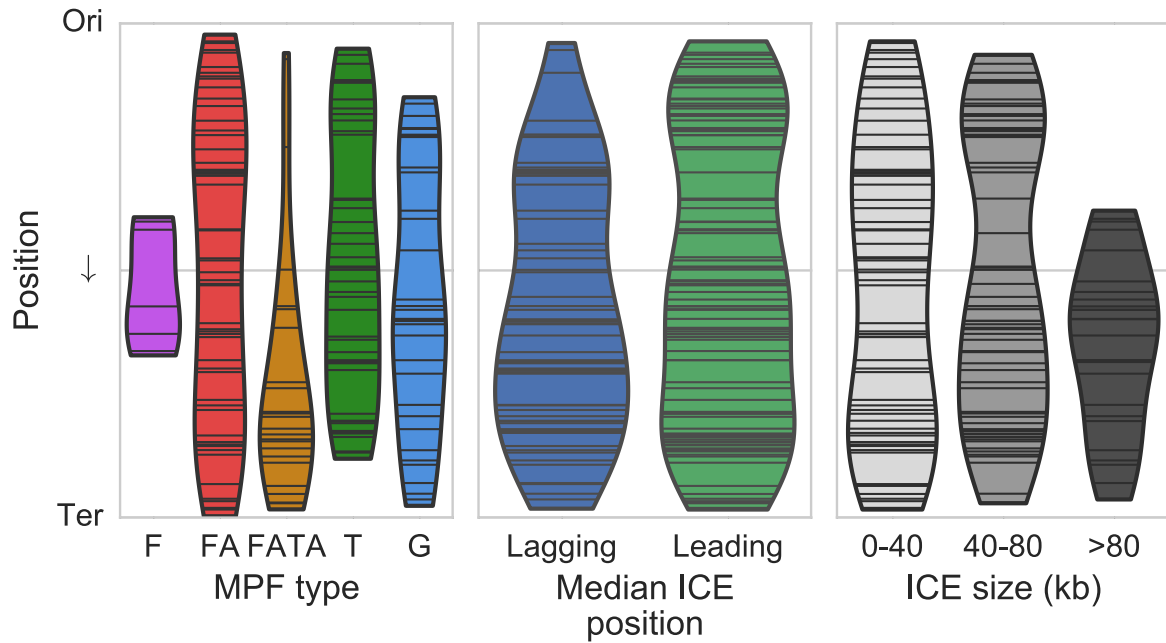 Ori
Position
↓
Ter
F FA FATA T G
MPF type
Lagging Leading
Median ICE
position
0-40 40-80 >80
ICE size (kb)